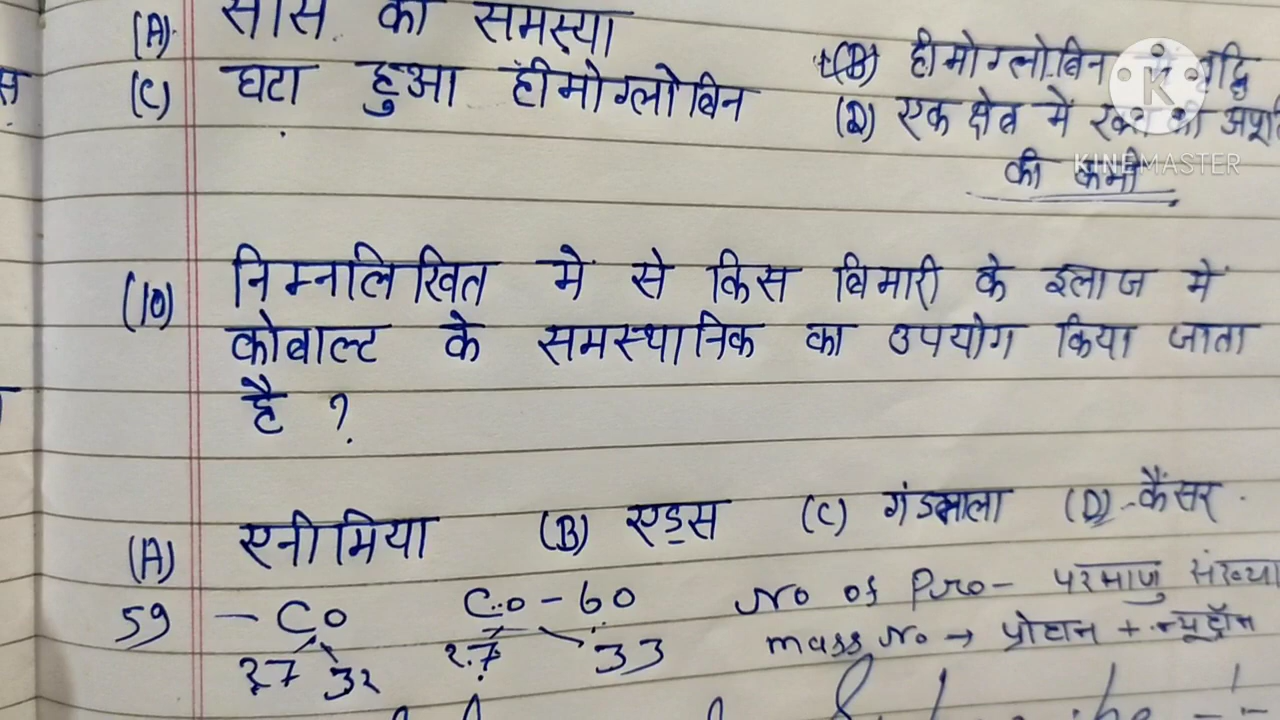 (A) सांस की समस्या
(B) हीमोग्लोबिन में वृद्धि
(C) घटा हुआ हीमोग्लोबिन
(D) एक क्षेत्र में रक्त की
की कमी
KINEMASTER
(10) निम्नलिखित में से किस बिमारी के इलाज में
कोबाल्ट के समस्थानिक का उपयोग किया जाता
है ?
(A) एनीमिया (B) एड्स (C) गंडमाला (D) कैंसर
59 - Co Co - 60 No of Pro - परमाणु संख्या
27 32 27 33 mass No → प्रोटान + न्यूट्रॉन